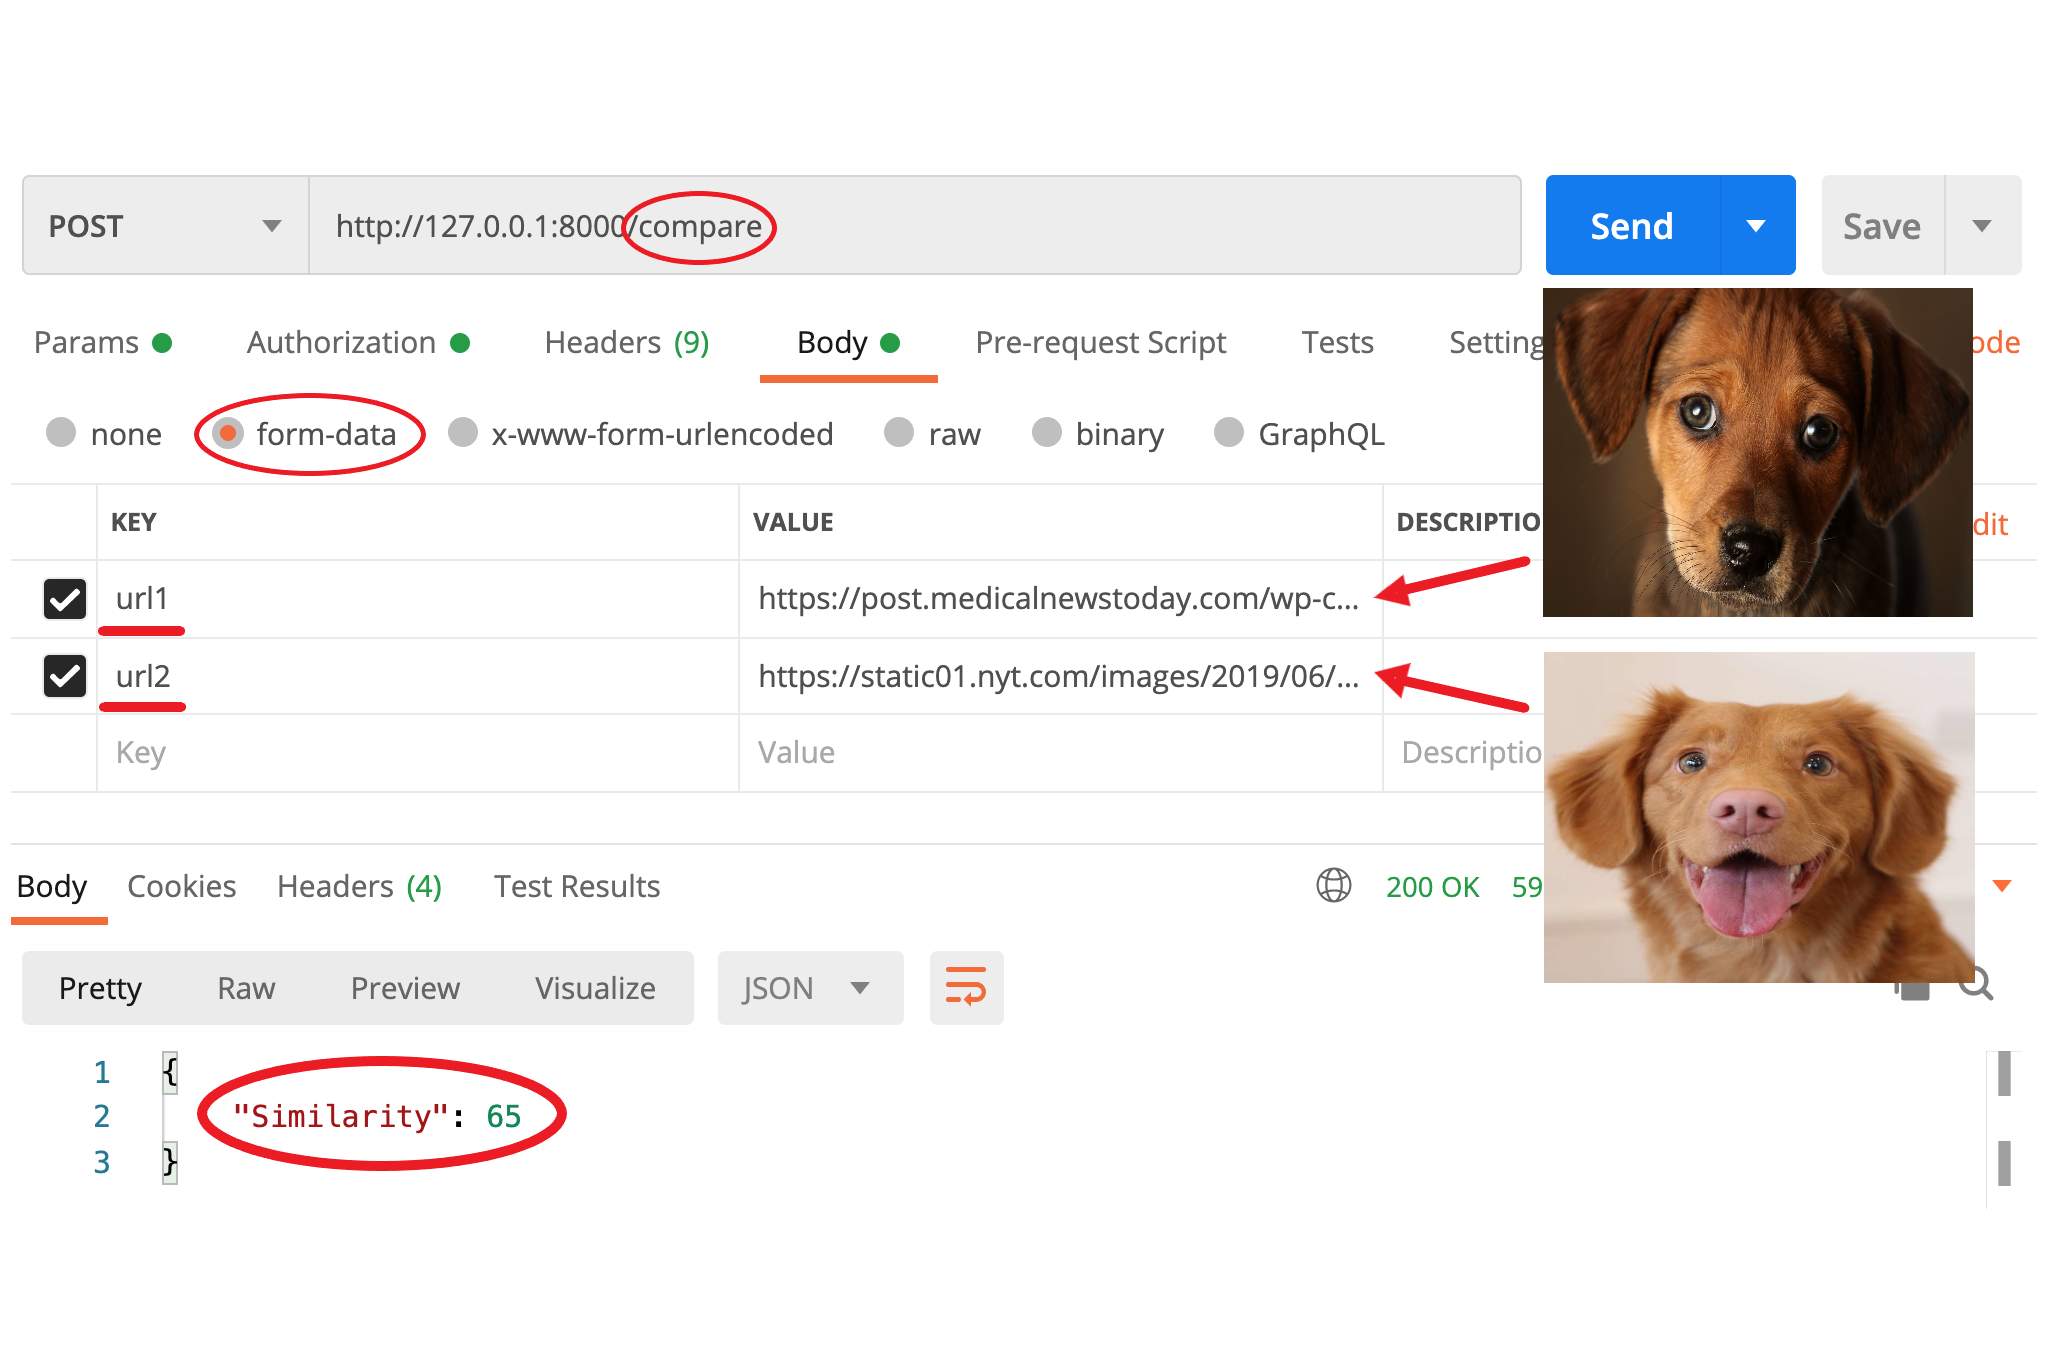 POST http://127.0.0.1:8000/compare Send Save
Params Authorization Headers (9) Body Pre-request Script Tests Setting ode
none form-data x-www-form-urlencoded raw binary GraphQL
KEY VALUE DESCRIPTIO dit
url1 https://post.medicalnewstoday.com/wp-c...
url2 https://static01.nyt.com/images/2019/06/...
Key Value Descriptio
Body Cookies Headers (4) Test Results 200 OK 59
Pretty Raw Preview Visualize JSON
1 {
2 "Similarity": 65
3 }